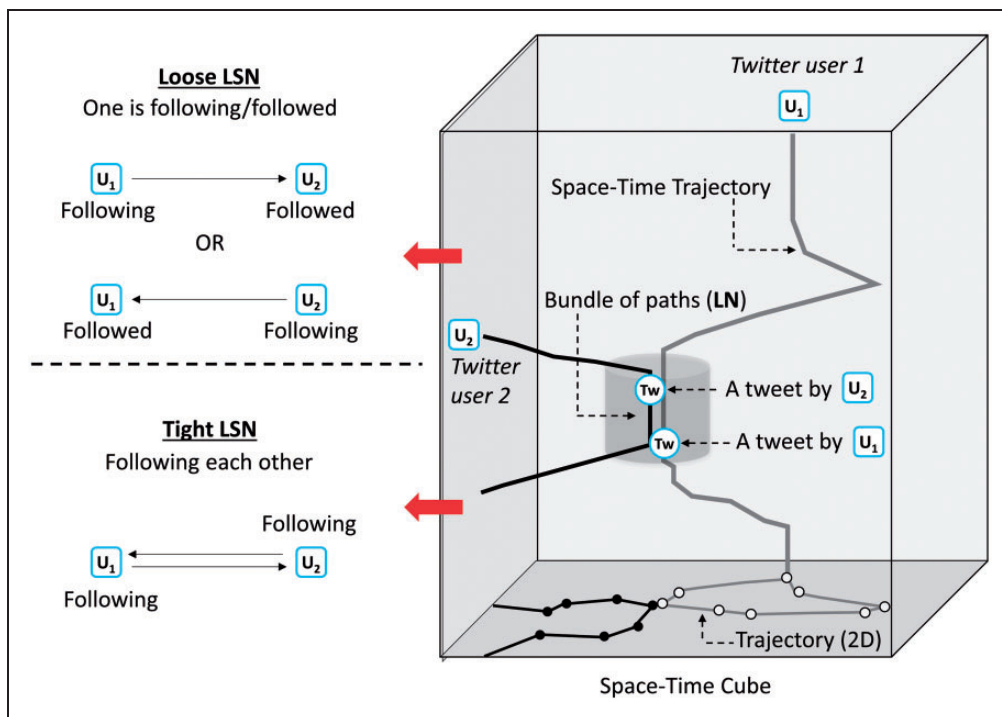 Loose LSN
One is following/followed
U1
U2
Following
Followed
OR
U1
U2
Followed
Following
Tight LSN
Following each other
Following
U1
U2
Following
Twitter user 1
U1
Space-Time Trajectory
Bundle of paths (LN)
U2
Twitter
user 2
Tw
A tweet by U2
Tw
A tweet by U1
Trajectory (2D)
Space-Time Cube